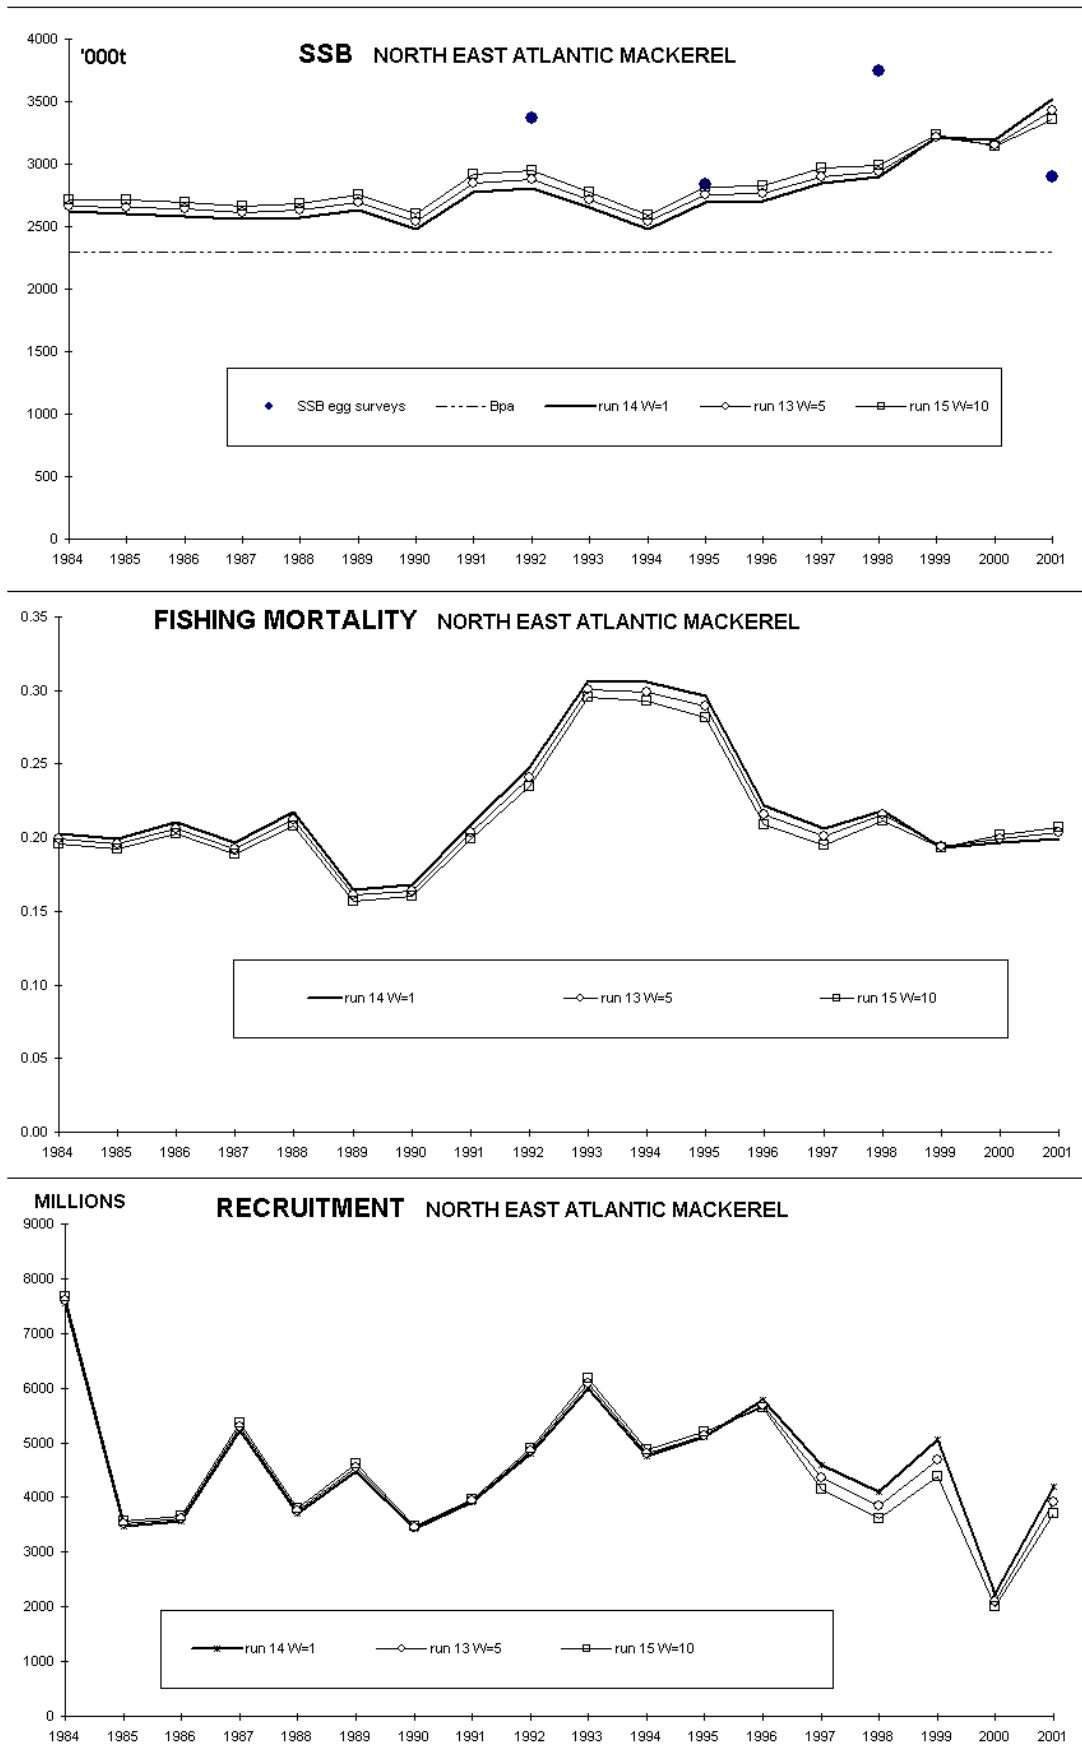 '000t
SSB NORTH EAST ATLANTIC MACKEREL
4000
3500
3000
2500
2000
1500
1000
500
0
SSB egg surveys Bpa run 14 W=1 run 13 W=5 run 15 W=10
1984 1985 1986 1987 1988 1989 1990 1991 1992 1993 1994 1995 1996 1997 1998 1999 2000 2001
FISHING MORTALITY NORTH EAST ATLANTIC MACKEREL
0.35
0.30
0.25
0.20
0.15
0.10
0.05
0.00
run 14 W=1 run 13 W=5 run 15 W=10
1984 1985 1986 1987 1988 1989 1990 1991 1992 1993 1994 1995 1996 1997 1998 1999 2000 2001
MILLIONS
RECRUITMENT NORTH EAST ATLANTIC MACKEREL
9000
8000
7000
6000
5000
4000
3000
2000
1000
0
run 14 W=1 run 13 W=5 run 15 W=10
1984 1985 1986 1987 1988 1989 1990 1991 1992 1993 1994 1995 1996 1997 1998 1999 2000 2001